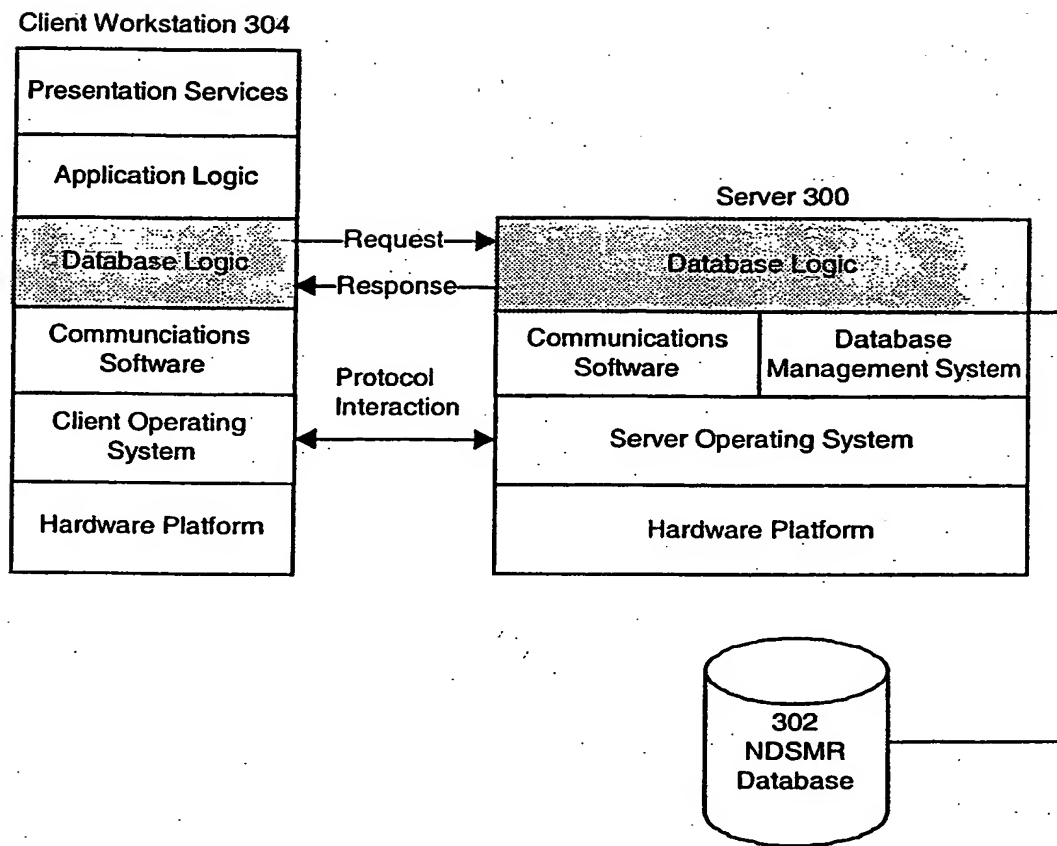 Client Workstation 304
Presentation Services
Application Logic
Database Logic
Communciations
Software
Client Operating
System
Hardware Platform
Request
Response
Protocol
Interaction
Server 300
Database Logic
Communications
Software
Database
Management System
Server Operating System
Hardware Platform
302
NDSMR
Database